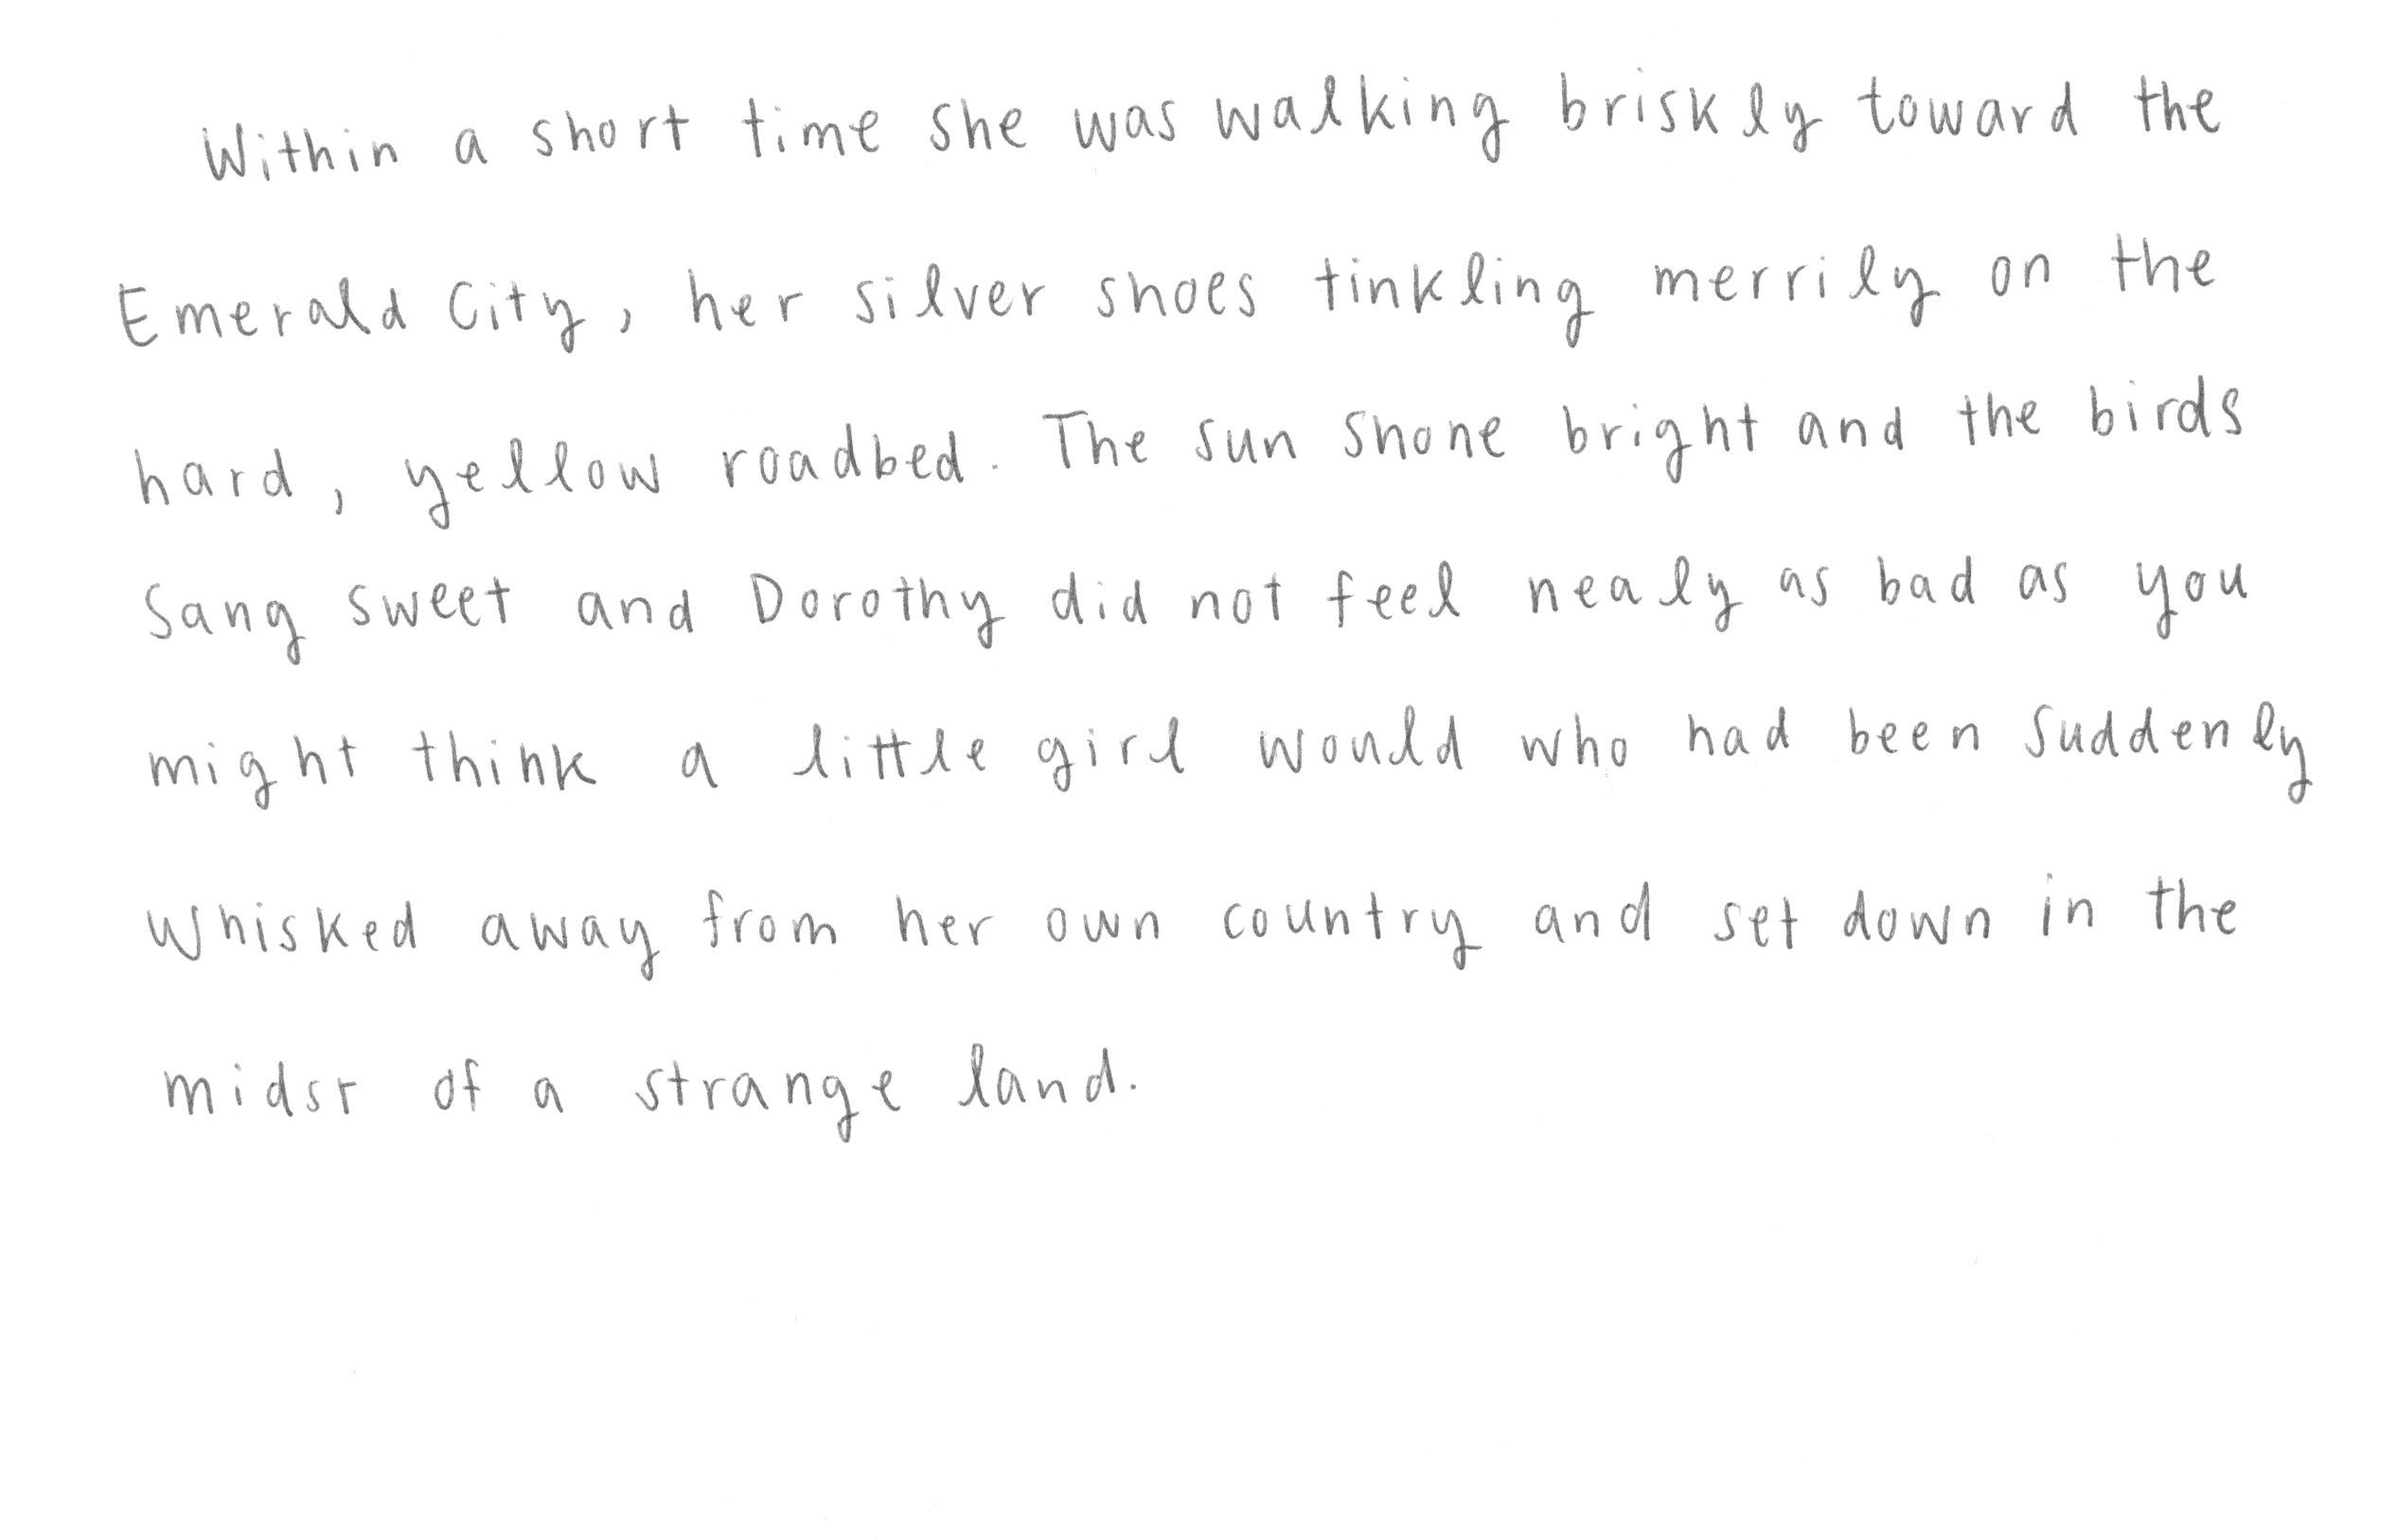 Within a short time she was walking briskly toward the
Emerald City, her silver shoes tinkling merrily on the
hard, yellow roadbed. The sun shone bright and the birds
sang sweet and Dorothy did not feel nealy as bad as you
might think a little girl would who had been suddenly
whisked away from her own country and set down in the
midst of a strange land.